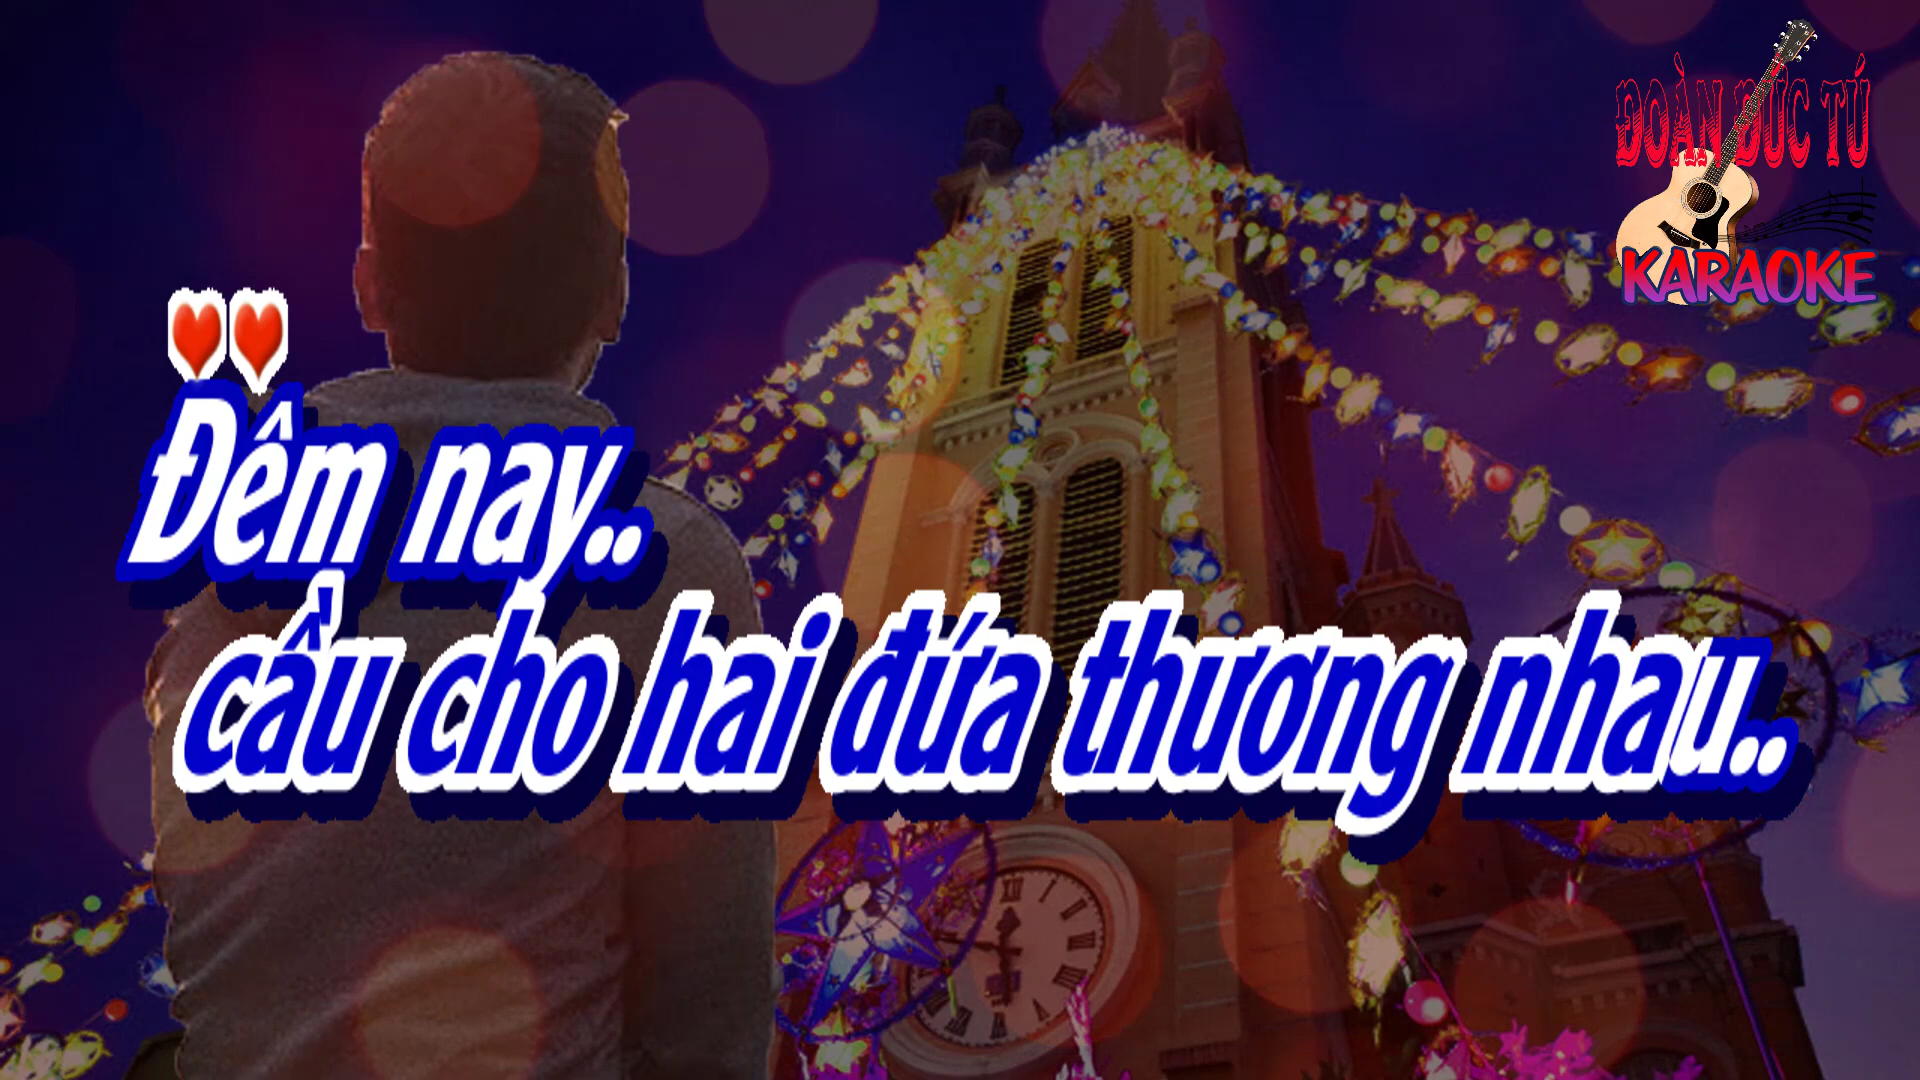 ĐOÀN ĐỨC TÚ
KARAOKE
Đêm nay..
cầu cho hai đứa thương nhau..